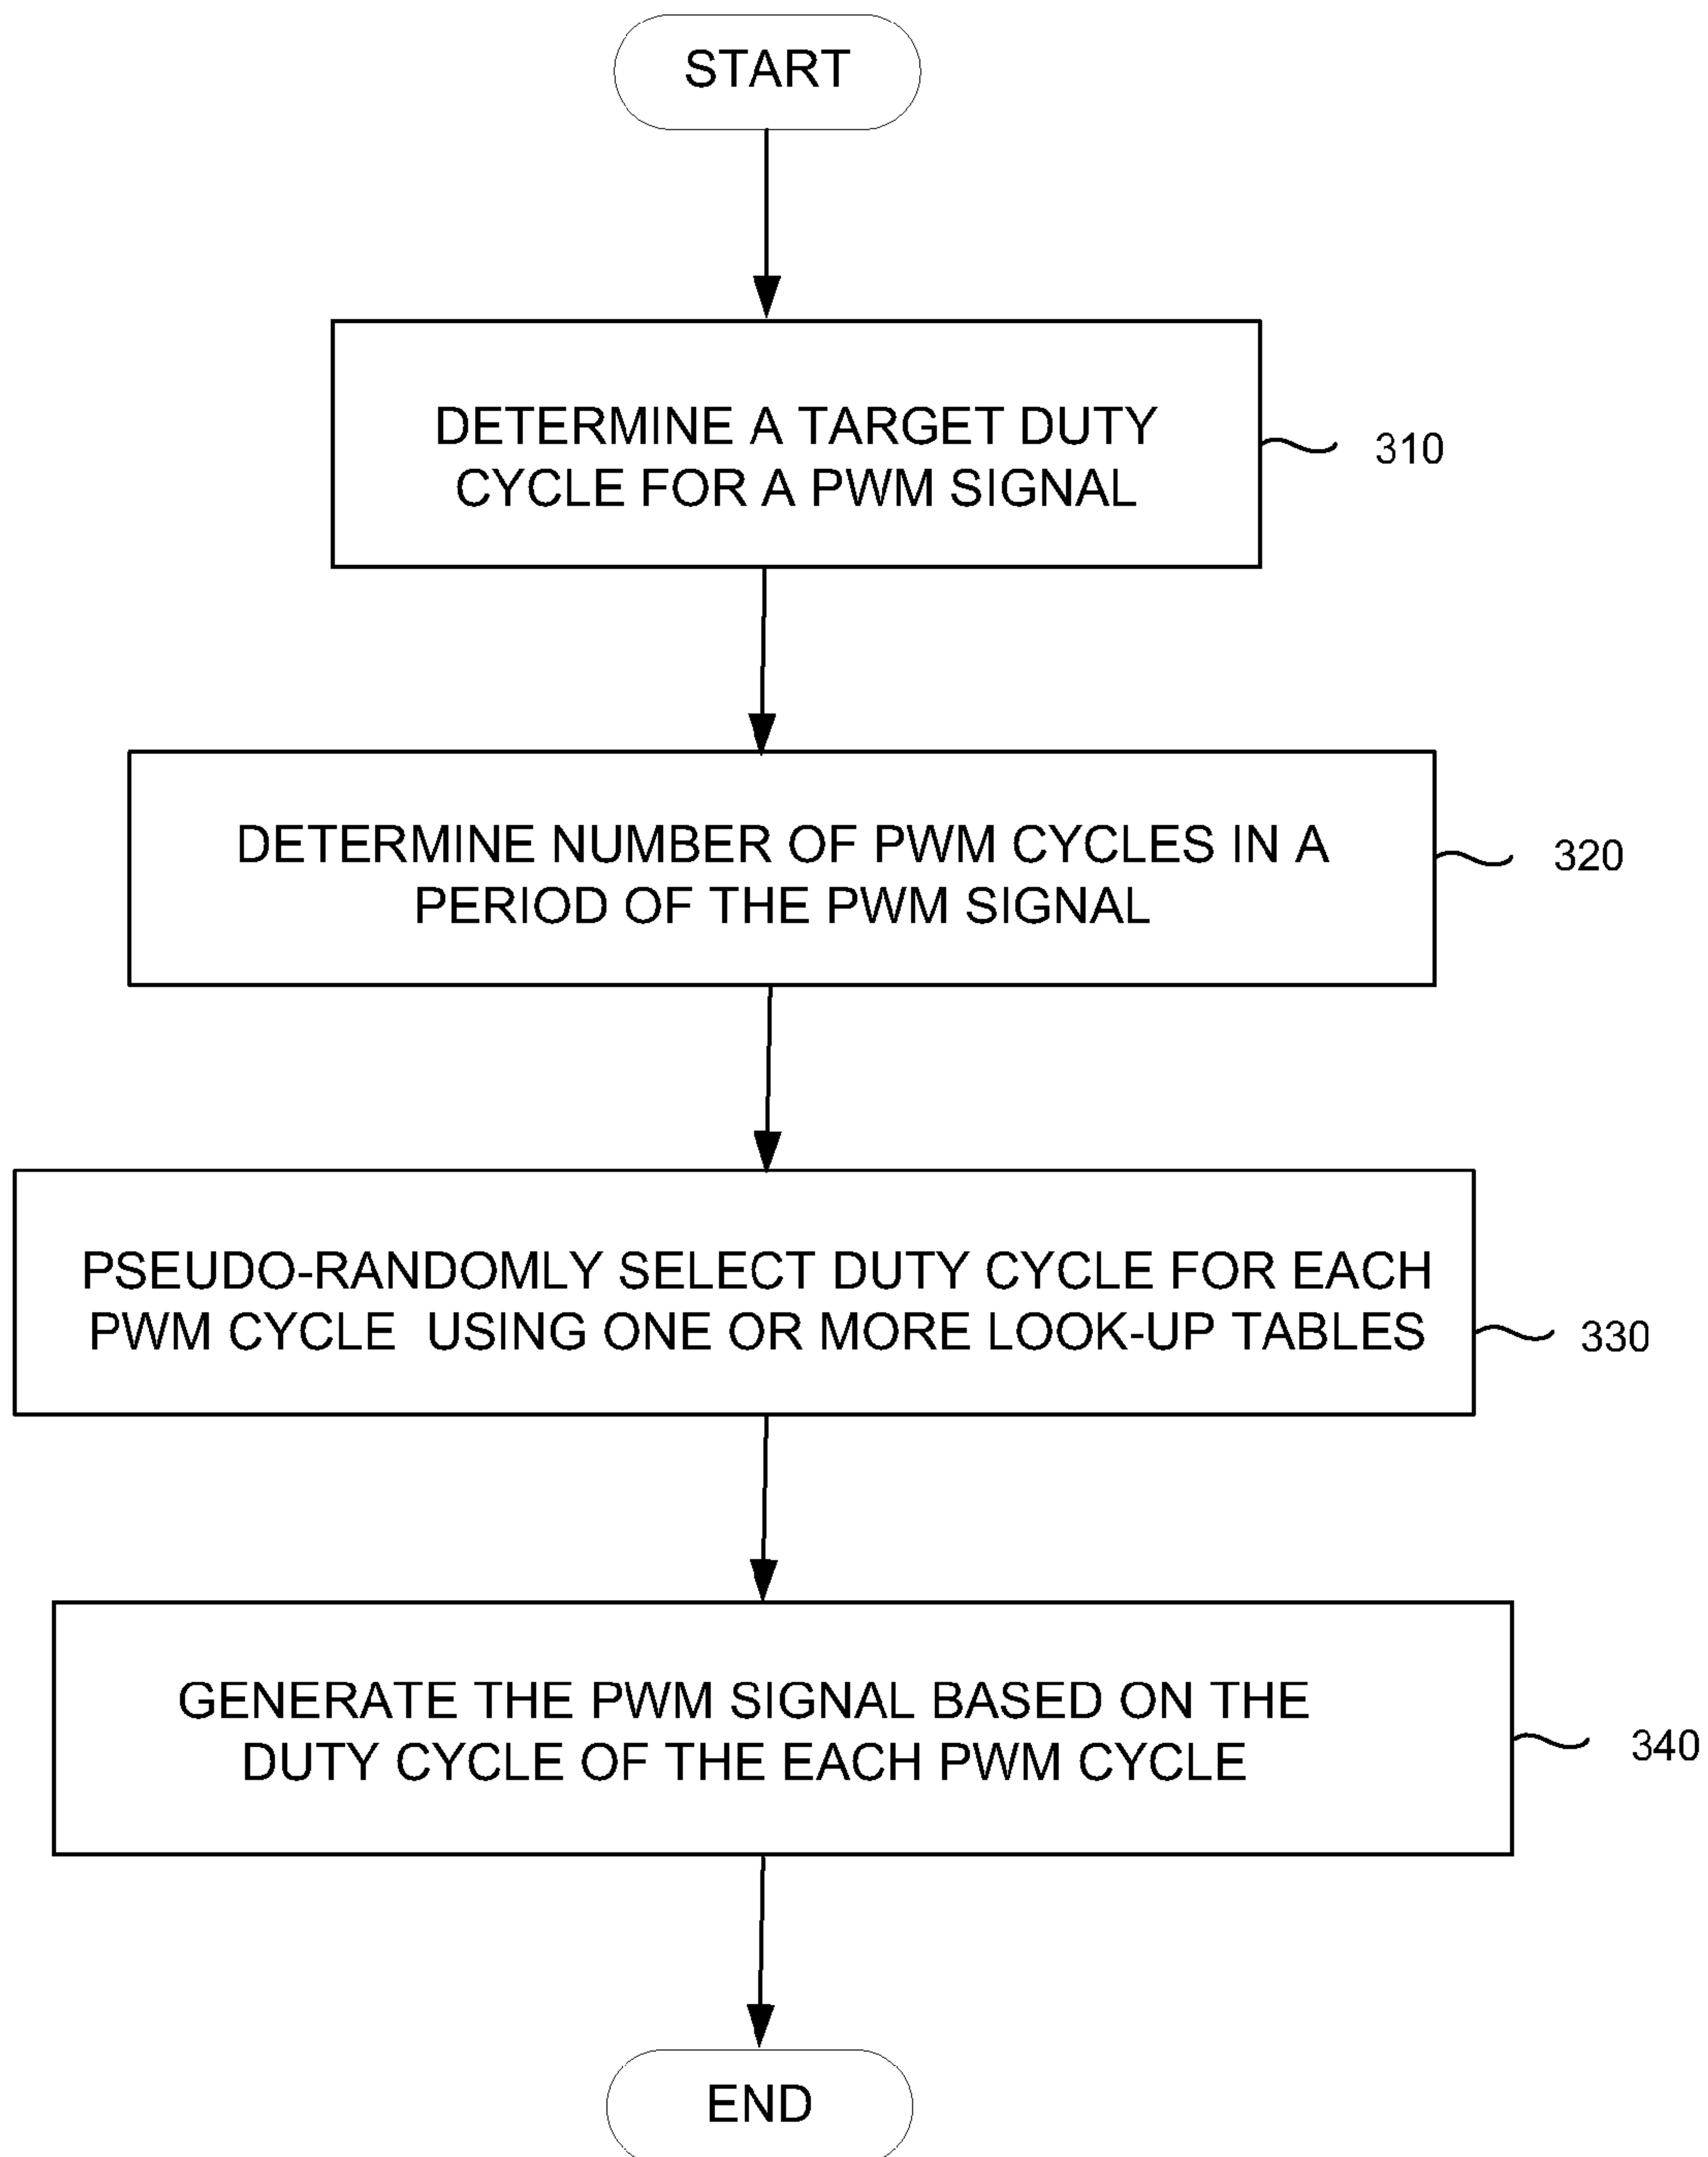 START
DETERMINE A TARGET DUTY
CYCLE FOR A PWM SIGNAL
310
DETERMINE NUMBER OF PWM CYCLES IN A
PERIOD OF THE PWM SIGNAL
320
PSEUDO-RANDOMLY SELECT DUTY CYCLE FOR EACH
PWM CYCLE USING ONE OR MORE LOOK-UP TABLES
330
GENERATE THE PWM SIGNAL BASED ON THE
DUTY CYCLE OF THE EACH PWM CYCLE
340
END